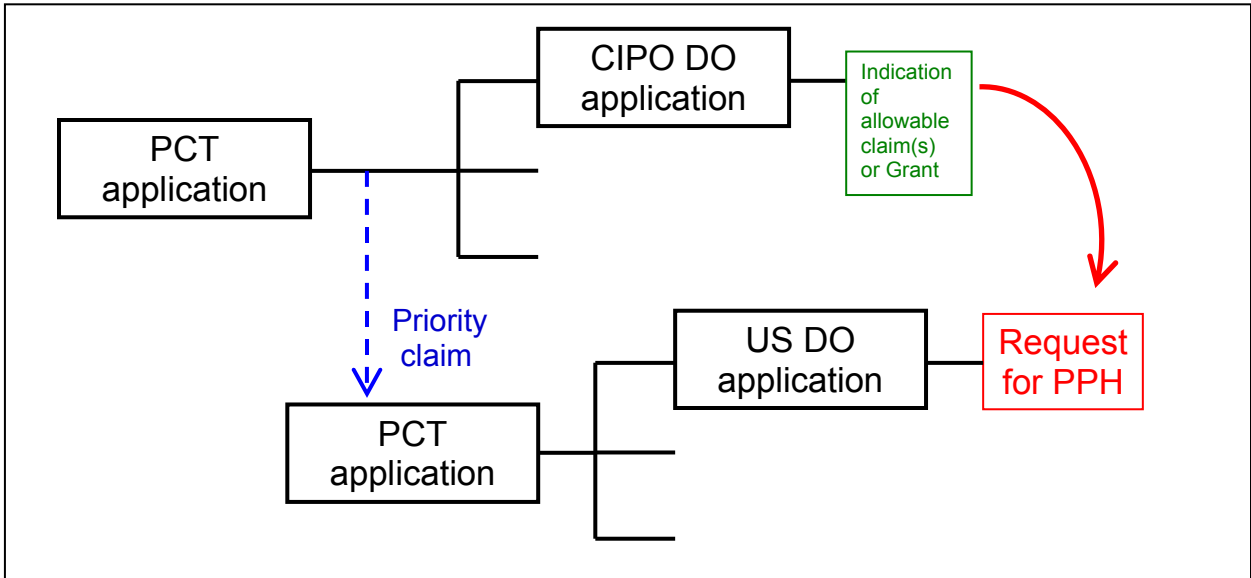 CIPO DO
application
Indication
of
allowable
claim(s)
or Grant
PCT
application
Priority
claim
US DO
application
Request
for PPH
PCT
application